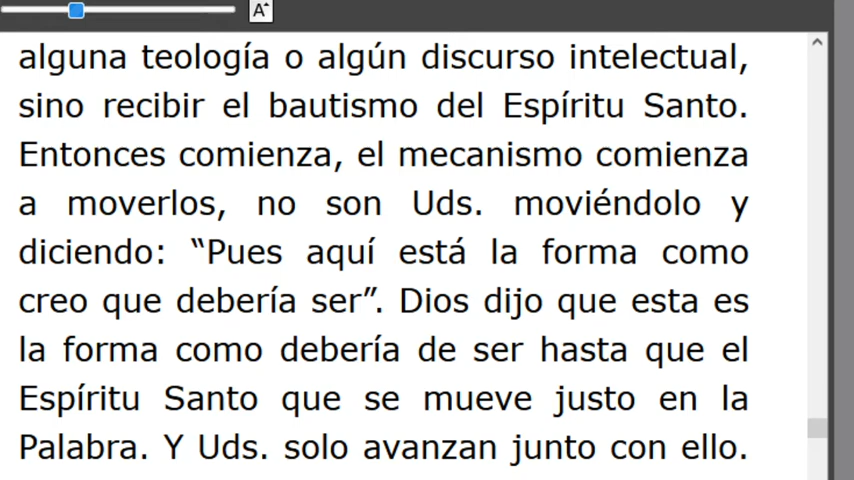 A
alguna teología o algún discurso intelectual,
sino recibir el bautismo del Espíritu Santo.
Entonces comienza, el mecanismo comienza
a moverlos, no son Uds. moviéndolo y
diciendo: “Pues aquí está la forma como
creo que debería ser”. Dios dijo que esta es
la forma como debería de ser hasta que el
Espíritu Santo que se mueve justo en la
Palabra. Y Uds. solo avanzan junto con ello.